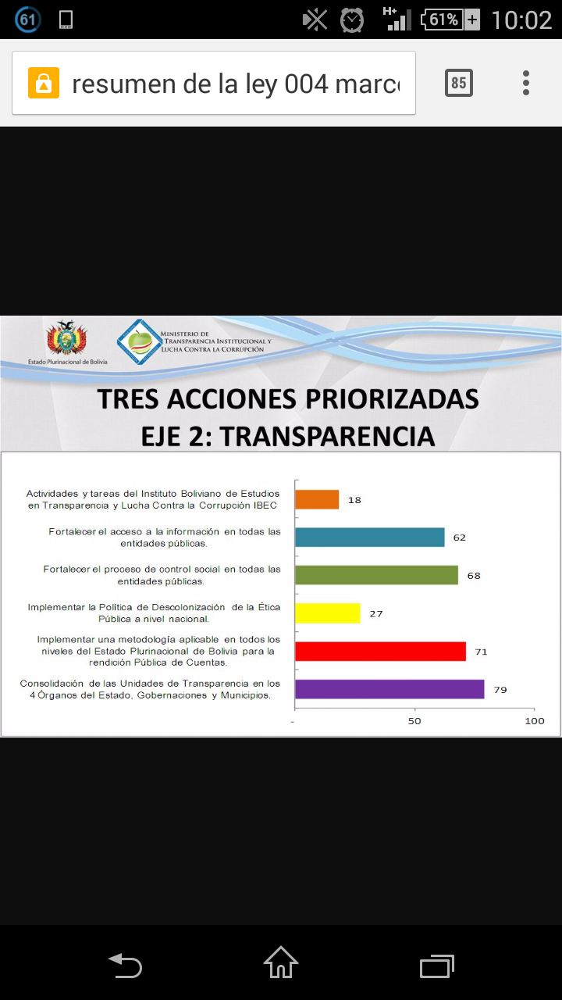 61
H+
61%
10:02
resumen de la ley 004 marco
85
Estado Plurinacional de Bolivia
MINISTERIO DE
TRANSPARENCIA INSTITUCIONAL Y
LUCHA CONTRA LA CORRUPCIÓN
TRES ACCIONES PRIORIZADAS
EJE 2: TRANSPARENCIA
Actividades y tareas del Instituto Boliviano de Estudios
en Transparencia y Lucha Contra la Corrupción IBEC
18
Fortalecer el acceso a la información en todas las
entidades públicas.
62
Fortalecer el proceso de control social en todas las
entidades públicas.
68
Implementar la Política de Descolonización de la Ética
Pública a nivel nacional.
27
Implementar una metodología aplicable en todos los
niveles del Estado Plurinacional de Bolivia para la
rendición Pública de Cuentas.
71
Consolidación de las Unidades de Transparencia en los
4 Órganos del Estado, Gobernaciones y Municipios.
79
-
50
100